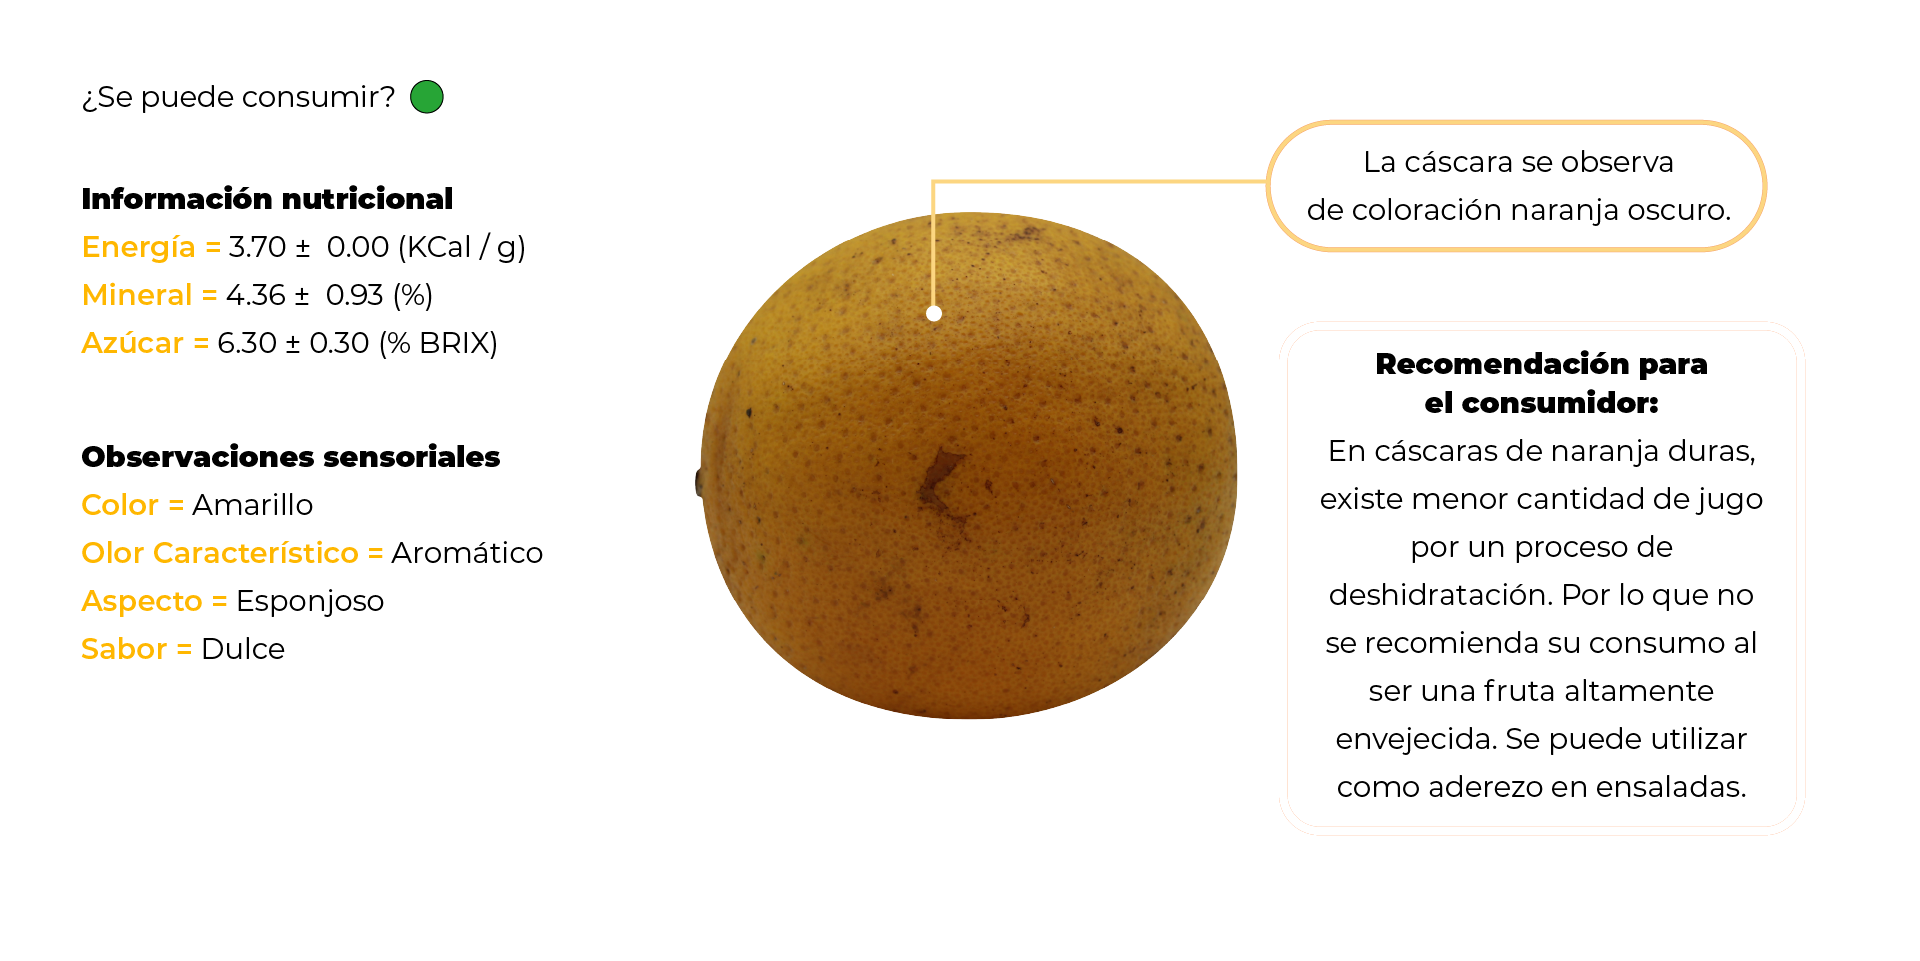 ¿Se puede consumir?
Información nutricional
Energía = 3.70 ± 0.00 (KCal / g)
Mineral = 4.36 ± 0.93 (%)
Azúcar = 6.30 ± 0.30 (% BRIX)
Observaciones sensoriales
Color = Amarillo
Olor Característico = Aromático
Aspecto = Esponjoso
Sabor = Dulce
La cáscara se observa
de coloración naranja oscuro.
Recomendación para
el consumidor:
En cáscaras de naranja duras,
existe menor cantidad de jugo
por un proceso de
deshidratación. Por lo que no
se recomienda su consumo al
ser una fruta altamente
envejecida. Se puede utilizar
como aderezo en ensaladas.